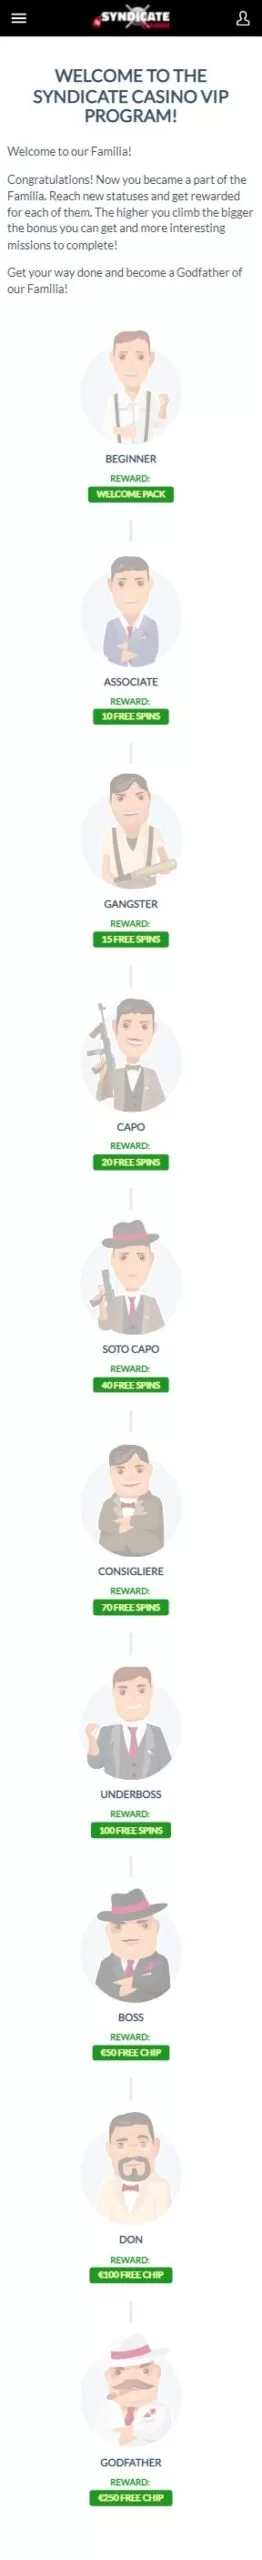 SYNDICATE
WELCOME TO THE
SYNDICATE CASINO VIP
PROGRAM!
Welcome to our Familia!
Congratulations! Now you became a part of the
Familia. Reach new statuses and get rewarded
for each of them. The higher you climb the bigger
the bonus you can get and more interesting
missions to complete!
Get your way done and become a Godfather of
our Familia!
BEGINNER
REWARD:
WELCOME PACK
ASSOCIATE
REWARD:
10 FREE SPINS
GANGSTER
REWARD:
15 FREE SPINS
CAPO
REWARD:
20 FREE SPINS
SOTO CAPO
REWARD:
40 FREE SPINS
CONSIGLIERE
REWARD:
70 FREE SPINS
UNDERBOSS
REWARD:
100 FREE SPINS
BOSS
REWARD:
€50 FREE CHIP
DON
REWARD:
€100 FREE CHIP
GODFATHER
REWARD:
€250 FREE CHIP